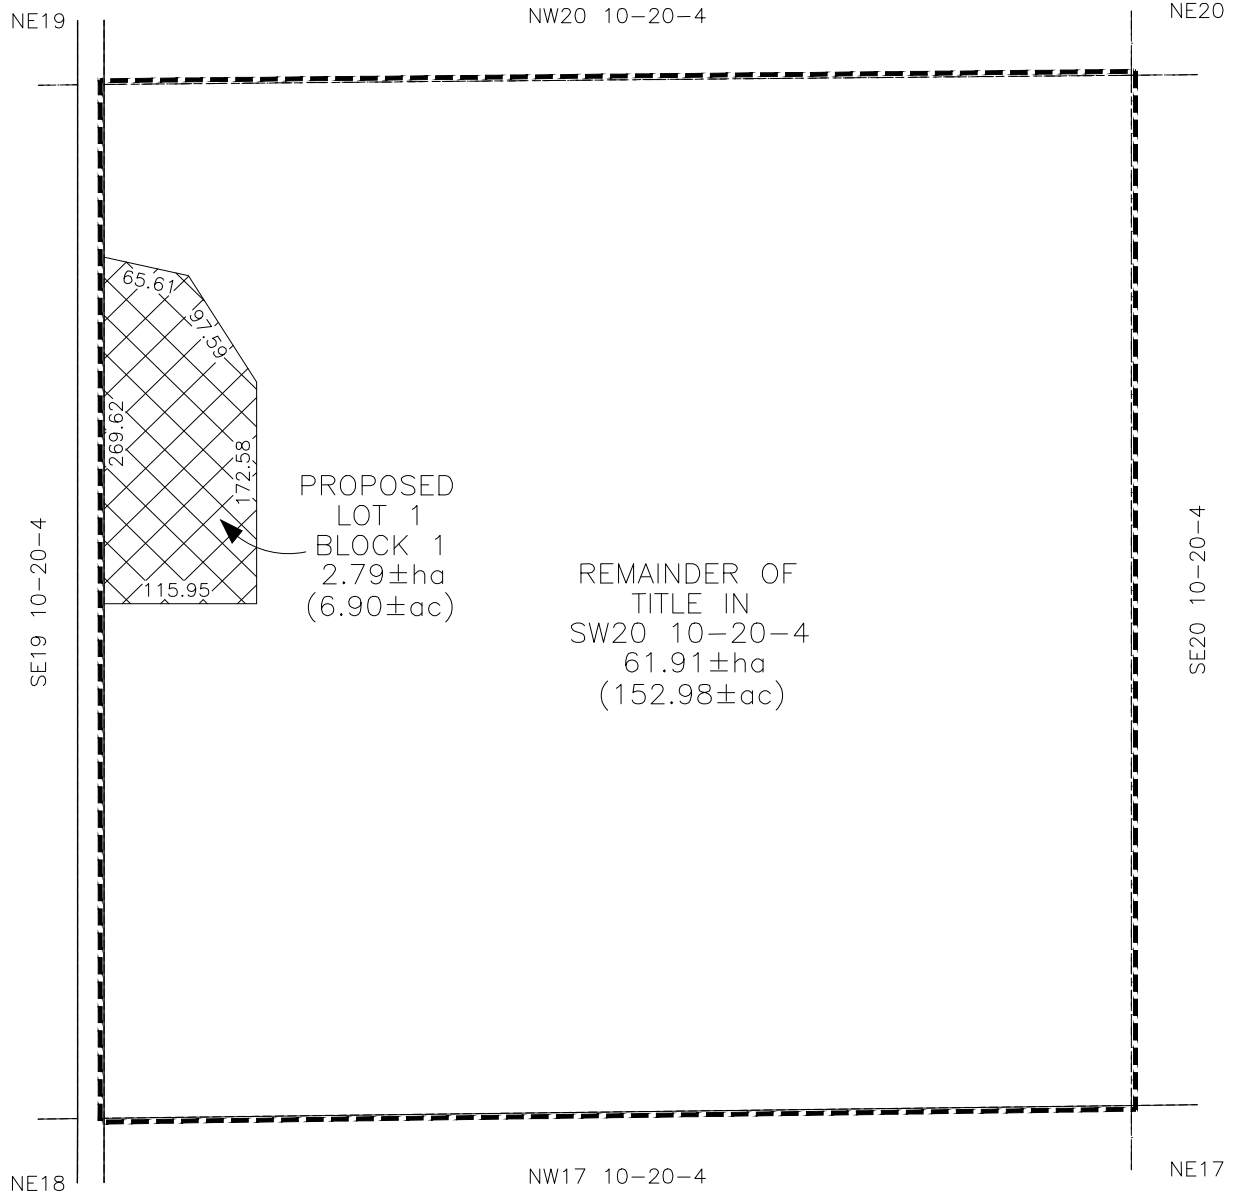 NE19
NW20 10-20-4
NE20
65.61
97.59
269.62
172.58
115.95
PROPOSED
LOT 1
BLOCK 1
2.79±ha
(6.90±ac)
REMAINDER OF
TITLE IN
SW20 10-20-4
61.91±ha
(152.98±ac)
SE19 10-20-4
SE20 10-20-4
NE18
NW17 10-20-4
NE17